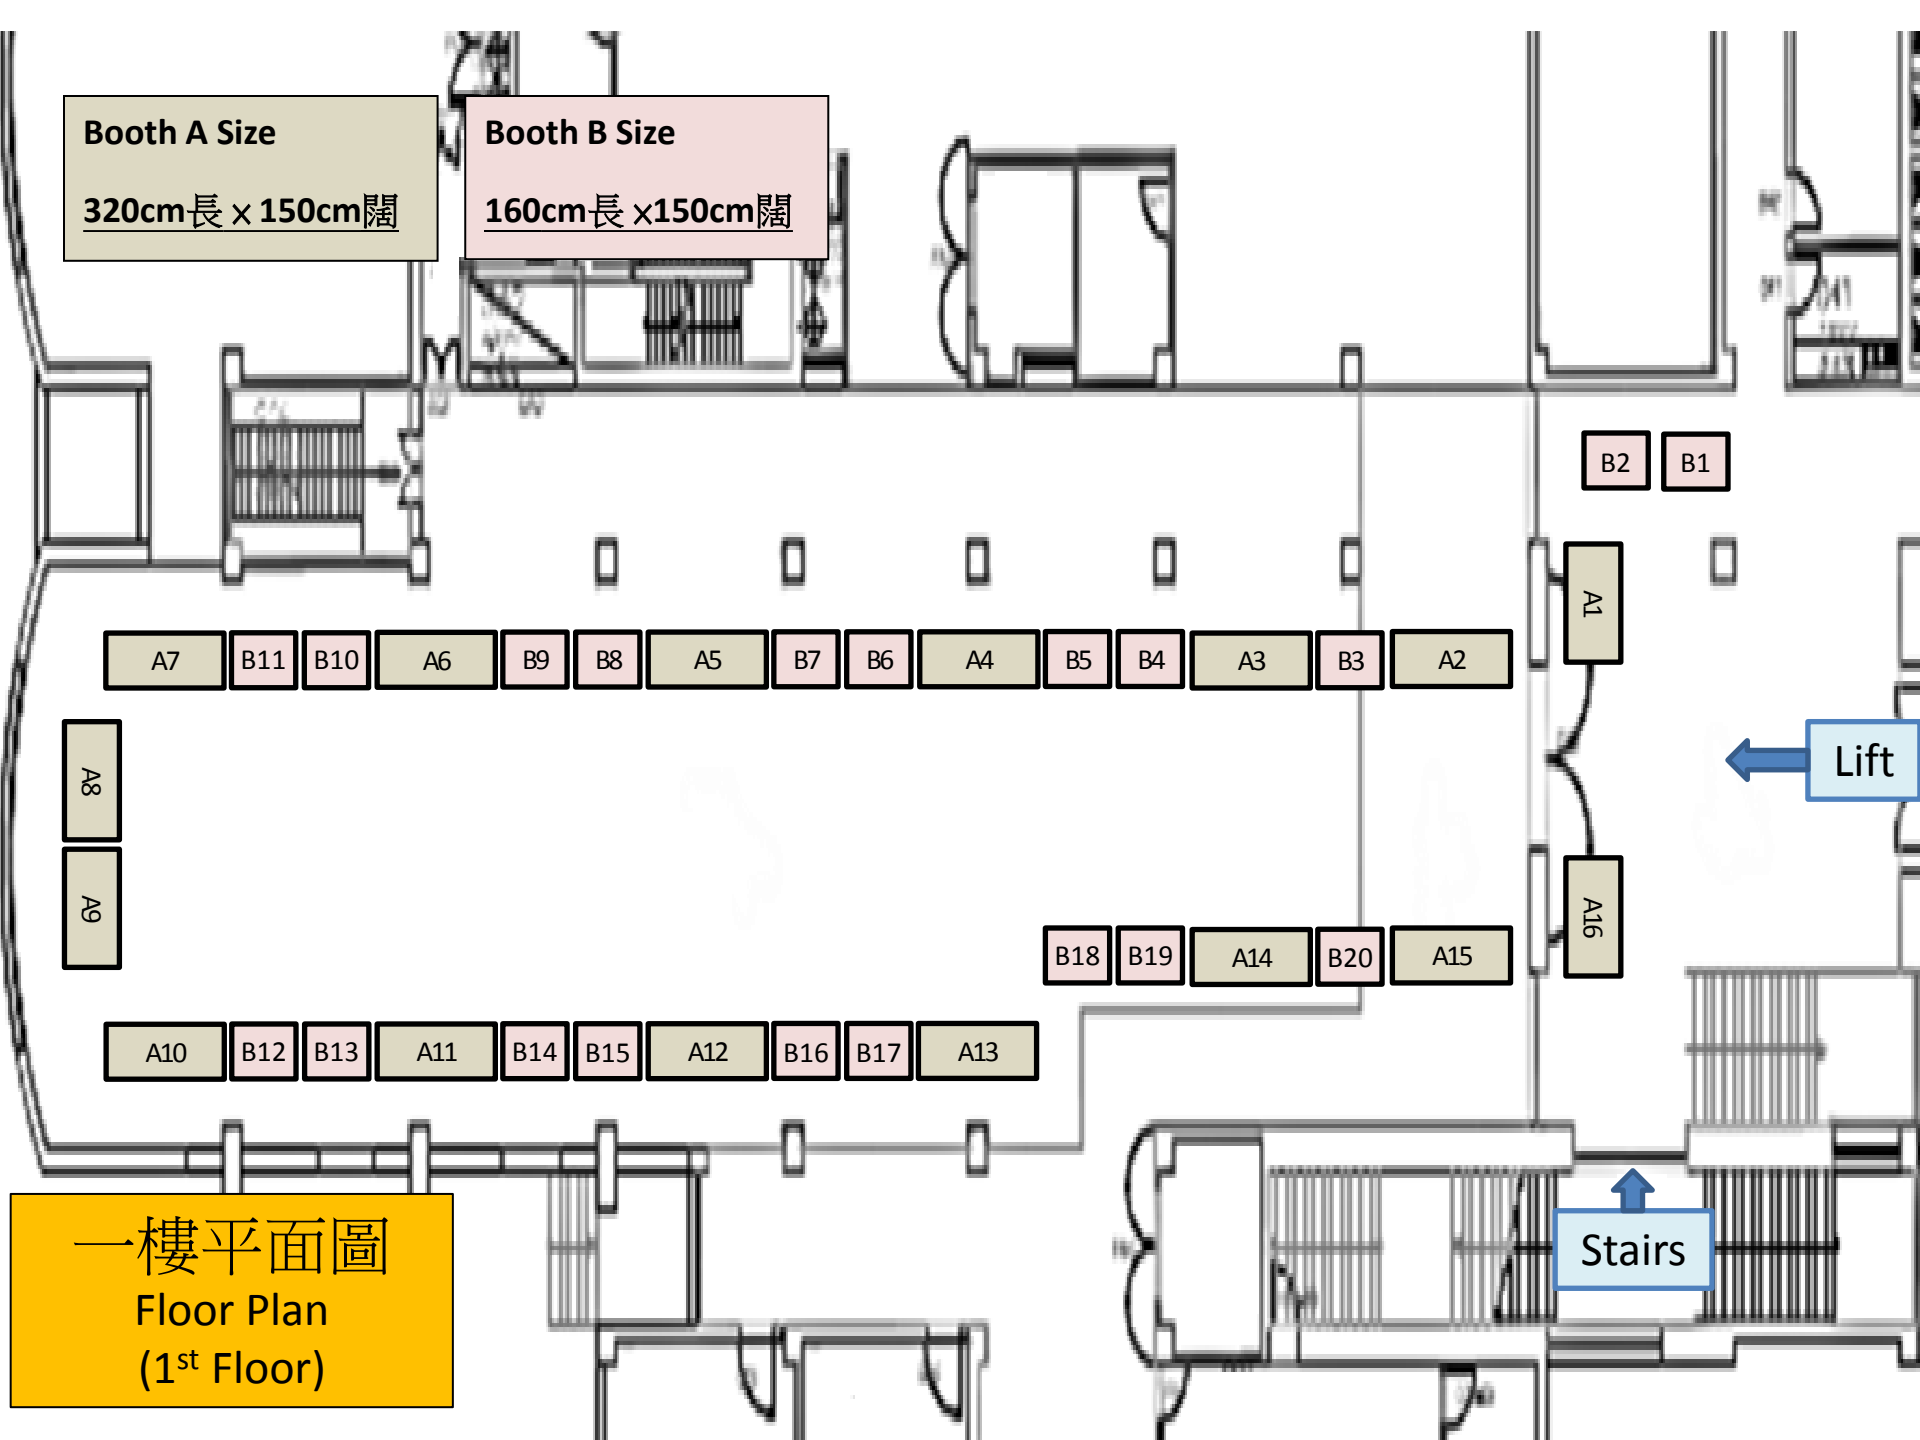 Booth A Size
320cm長 x 150cm闊
Booth B Size
160cm長 x150cm闊
B2 B1
A1
A7 B11 B10 A6 B9 B8 A5 B7 B6 A4 B5 B4 A3 B3 A2
A8
Lift
A9
A16
B18 B19 A14 B20 A15
A10 B12 B13 A11 B14 B15 A12 B16 B17 A13
Stairs
一樓平面圖
Floor Plan
(1st Floor)